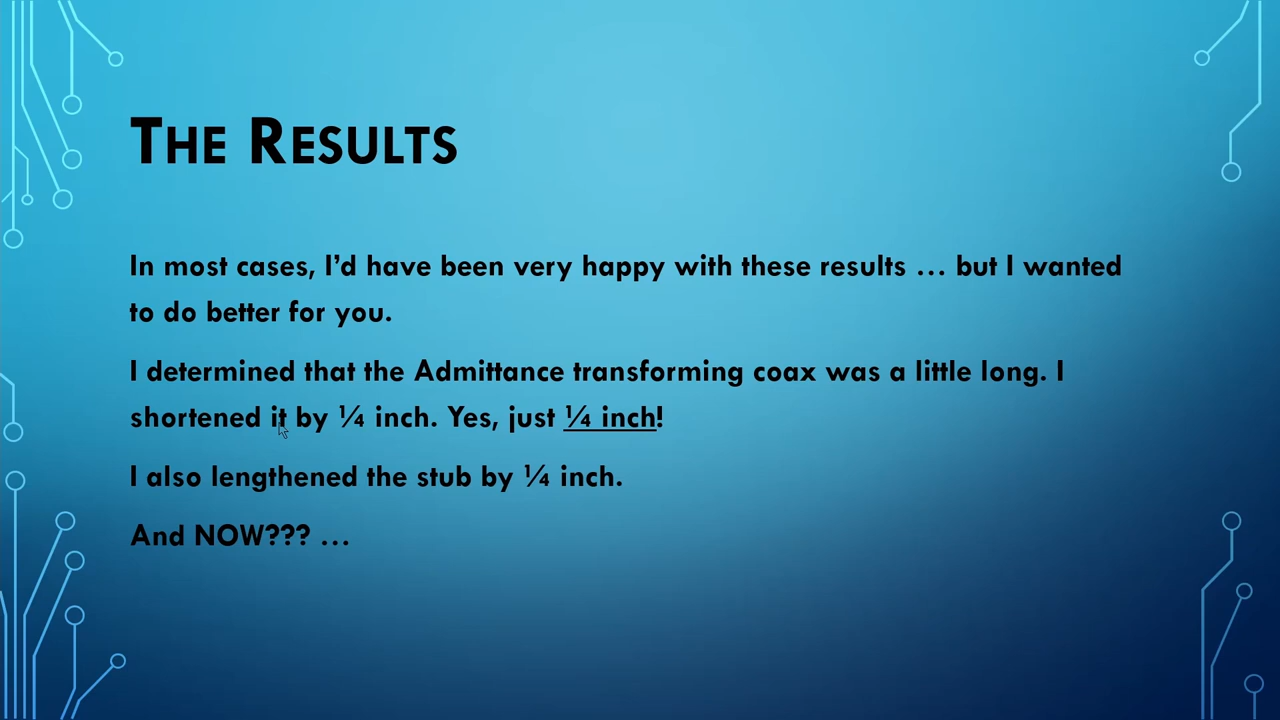 The Results
In most cases, I’d have been very happy with these results … but I wanted
to do better for you.
I determined that the Admittance transforming coax was a little long. I
shortened it by ¼ inch. Yes, just ¼ inch!
I also lengthened the stub by ¼ inch.
And NOW??? …